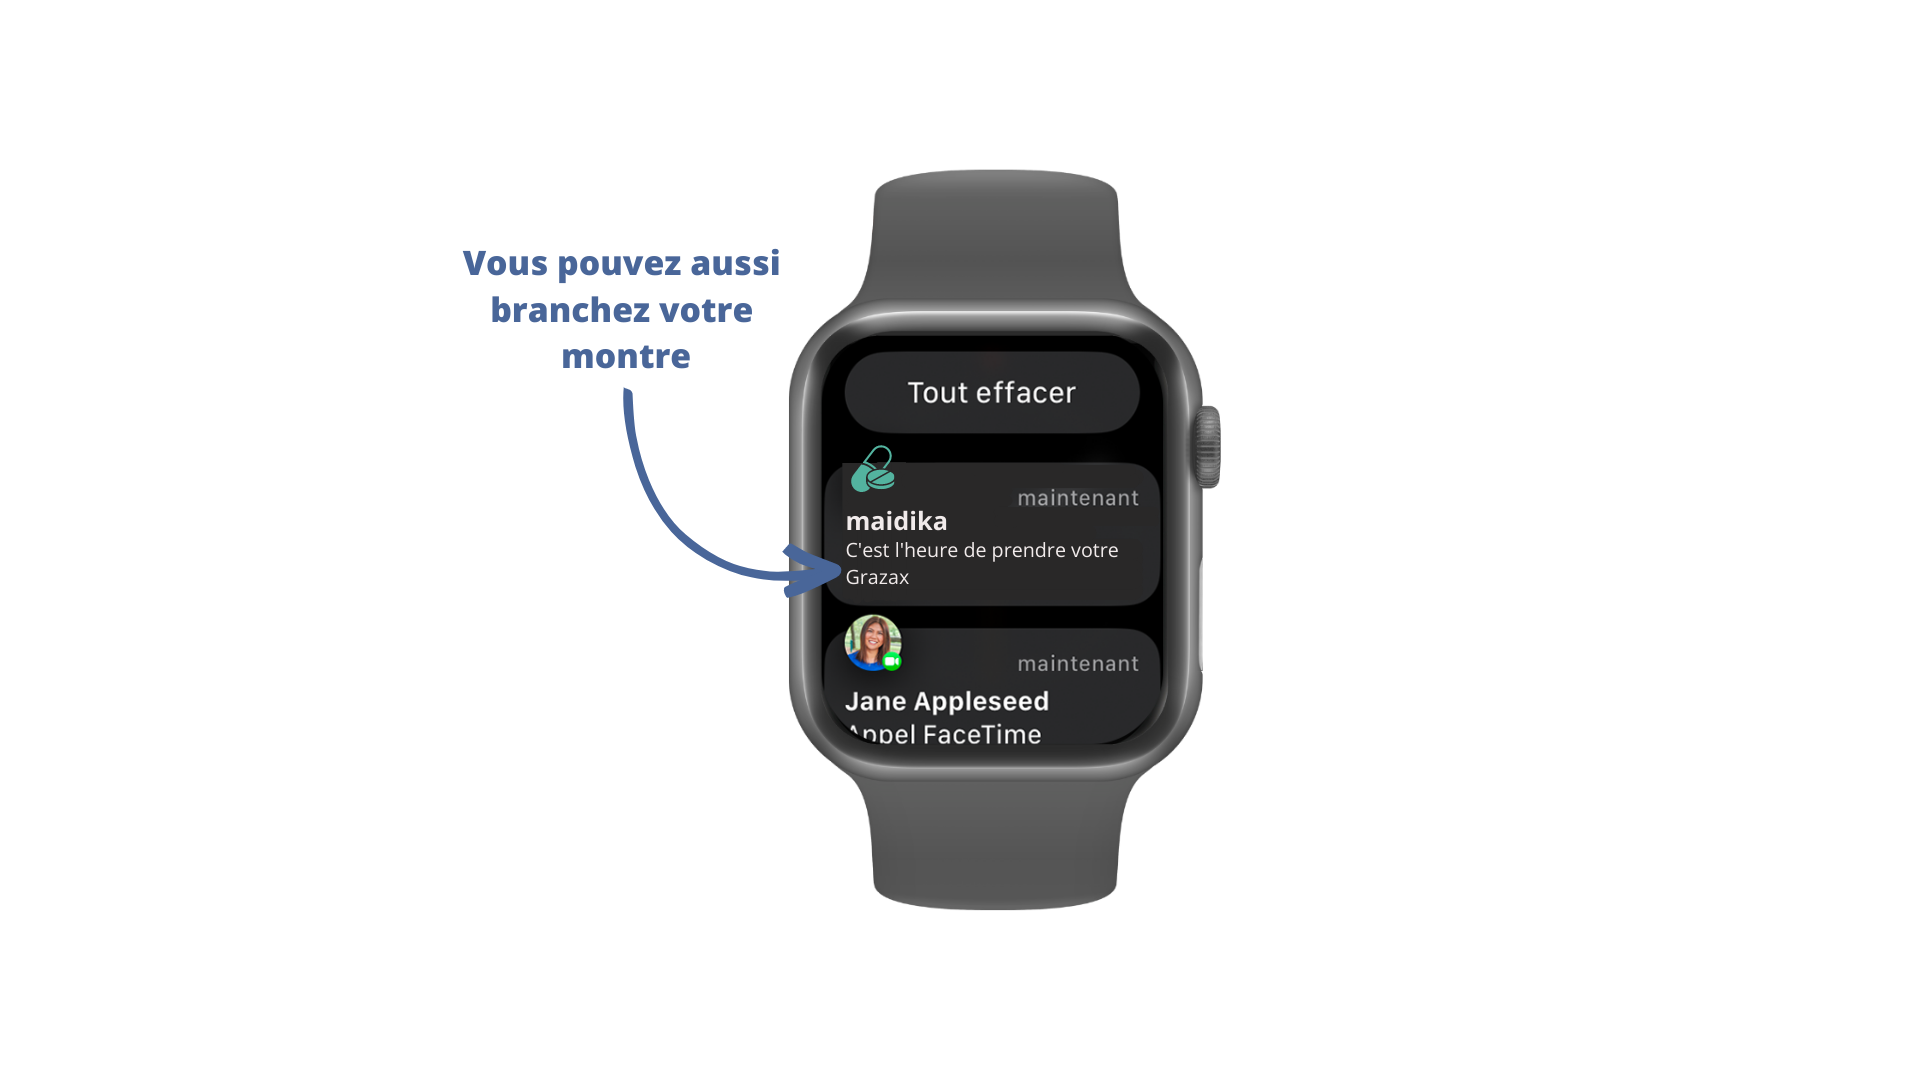 Vous pouvez aussi
branchez votre
montre
Tout effacer
maintenant
maidika
C'est l'heure de prendre votre
Grazax
maintenant
Jane Appleseed
Appel FaceTime